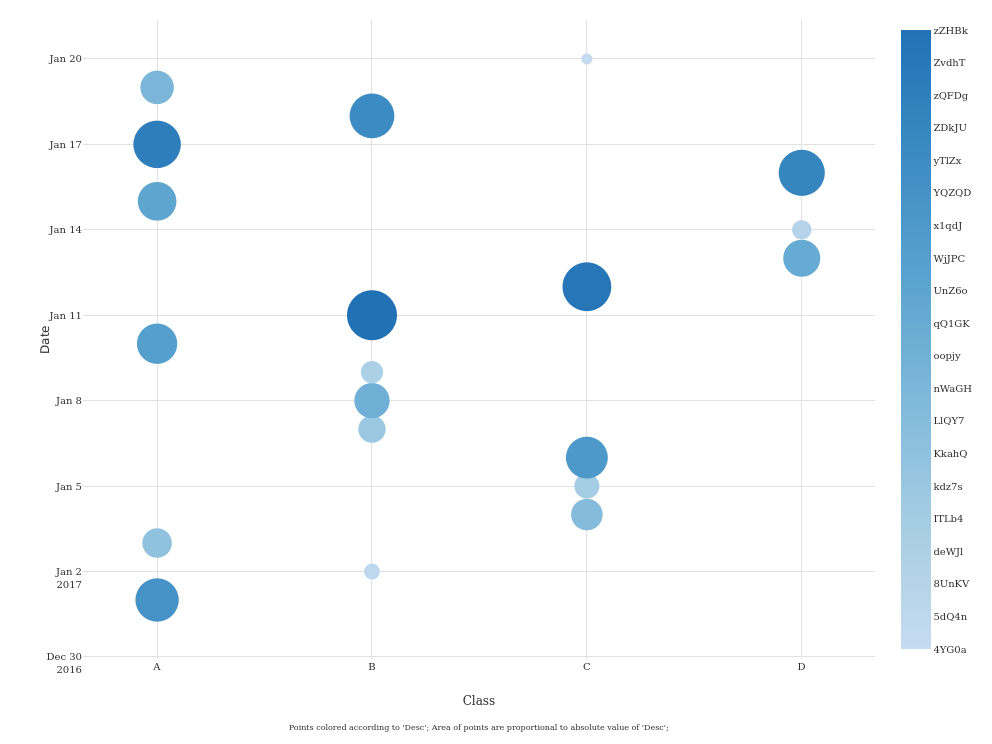 Jan 20
Jan 17
Jan 14
Jan 11
Jan 8
Jan 5
Jan 2
2017
Dec 30
2016
Date
A
B
C
D
Class
zZHBk
ZvdhT
zQFDg
ZDkJU
yTlZx
YQZQD
x1qdJ
WjJPC
UnZ6o
qQ1GK
oopjy
nWaGH
LlQY7
KkahQ
kdz7s
ITLb4
deWJl
8UnKV
5dQ4n
4YG0a
Points colored according to 'Desc'; Area of points are proportional to absolute value of 'Desc';